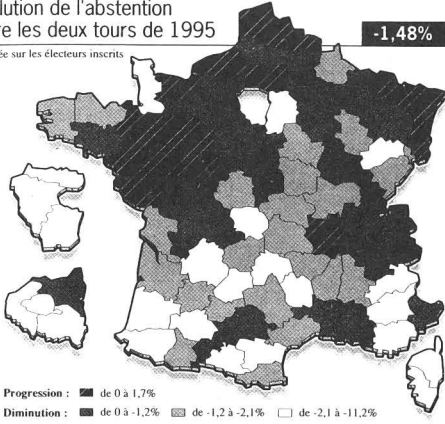 lution de l'abstention
re les deux tours de 1995
-1,48%
ée sur les électeurs inscrits
Progression : de 0 à 1,7%
Diminution : de 0 à -1,2% de -1,2 à -2,1% de -2,1 à -11,2%